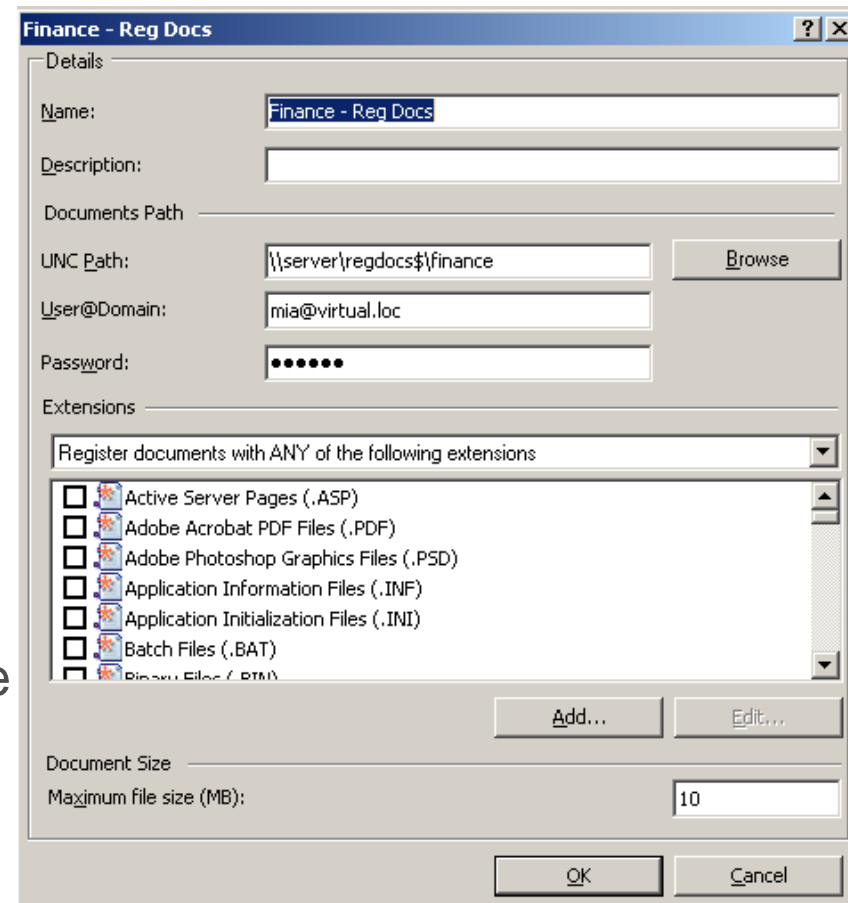 Finance - Reg Docs
Details
Name: Finance - Reg Docs
Description:
Documents Path
UNC Path: \\server\regdocs$\finance Browse
User@Domain: mia@virtual.loc
Password: ●●●●●●
Extensions
Register documents with ANY of the following extensions
Active Server Pages (.ASP)
Adobe Acrobat PDF Files (.PDF)
Adobe Photoshop Graphics Files (.PSD)
Application Information Files (.INF)
Application Initialization Files (.INI)
Batch Files (.BAT)
Binary Files (.BIN)
e
Add... Edit...
Document Size
Maximum file size (MB): 10
OK Cancel